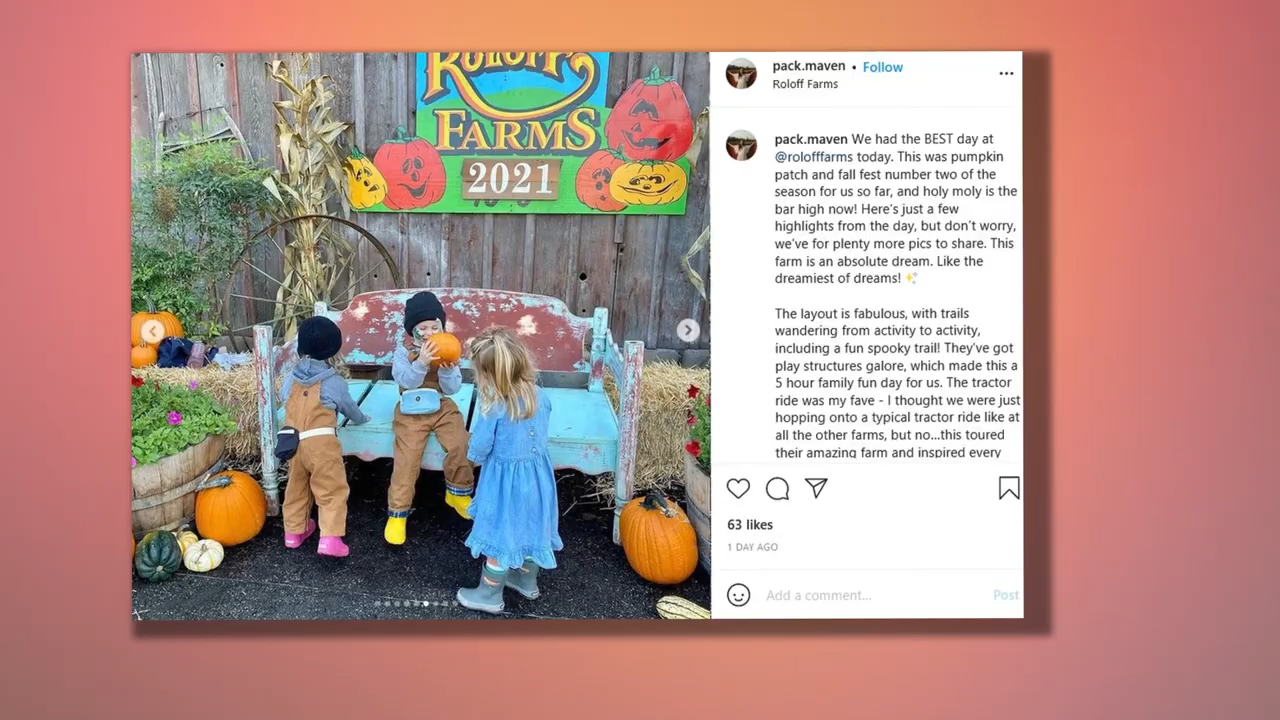 Roloff's
FARMS
2021
pack.maven • Follow
Roloff Farms
pack.maven We had the BEST day at
@rolofffarms today. This was pumpkin
patch and fall fest number two of the
season for us so far, and holy moly is the
bar high now! Here's just a few
highlights from the day, but don't worry,
we've for plenty more pics to share. This
farm is an absolute dream. Like the
dreamiest of dreams! ✨
The layout is fabulous, with trails
wandering from activity to activity,
including a fun spooky trail! They've got
play structures galore, which made this a
5 hour family fun day for us. The tractor
ride was my fave - I thought we were just
hopping onto a typical tractor ride like at
all the other farms, but no...this toured
their amazing farm and inspired every
63 likes
1 DAY AGO
Add a comment...
Post